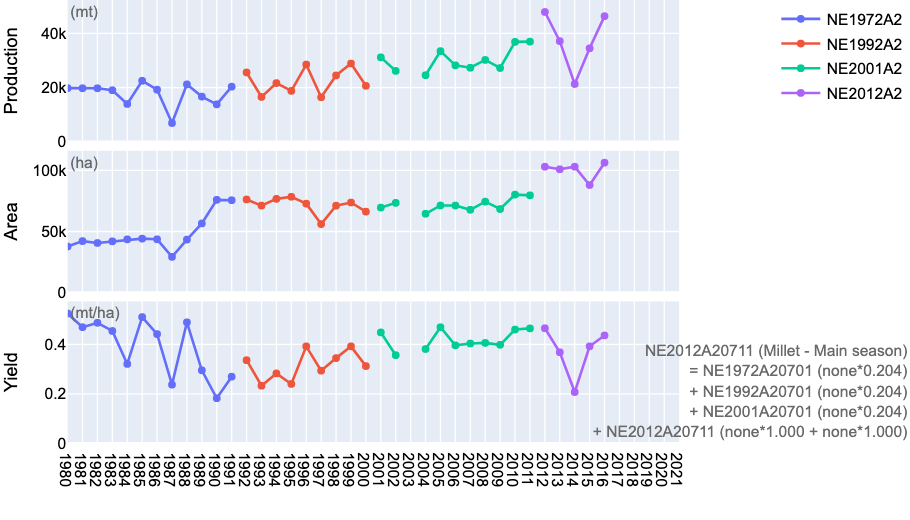 (mt)
Production
40k
20k
0
NE1972A2
NE1992A2
NE2001A2
NE2012A2
(ha)
Area
100k
50k
0
(mt/ha)
Yield
0.4
0.2
0
NE2012A20711 (Millet - Main season)
= NE1972A20701 (none*0.204)
+ NE1992A20701 (none*0.204)
+ NE2001A20701 (none*0.204)
+ NE2012A20711 (none*1.000 + none*1.000)
1980
1981
1982
1983
1984
1985
1986
1987
1988
1989
1990
1991
1992
1993
1994
1995
1996
1997
1998
1999
2000
2001
2002
2003
2004
2005
2006
2007
2008
2009
2010
2011
2012
2013
2014
2015
2016
2017
2018
2019
2020
2021